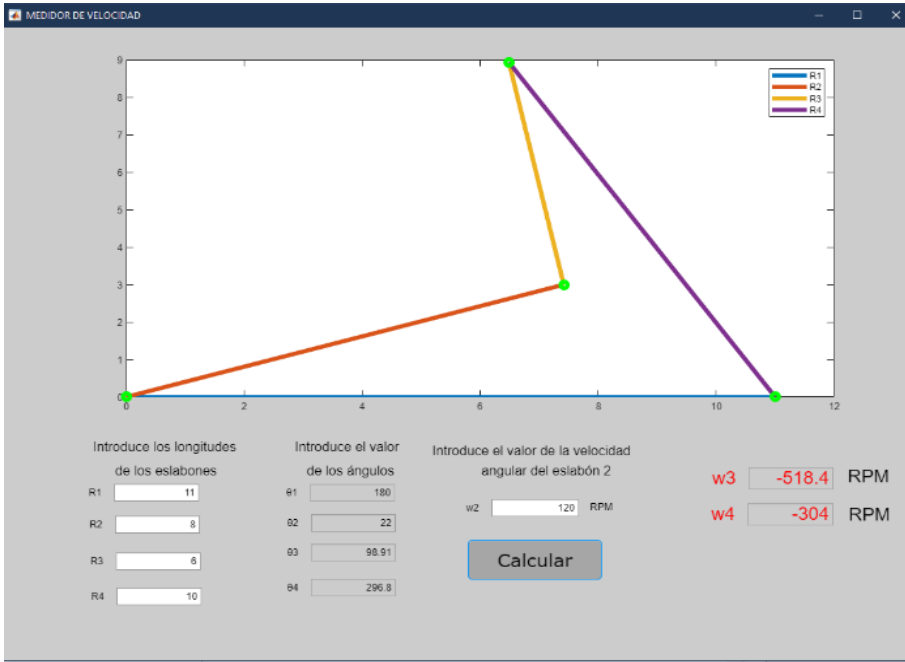 MEDIDOR DE VELOCIDAD
9
8
7
6
5
4
3
2
1
0
0 2 4 6 8 10 12
R1
R2
R3
R4
Introduce los longitudes
de los eslabones
R1 11
R2 8
R3 6
R4 10
Introduce el valor
de los ángulos
θ1 180
θ2 22
θ3 98.91
θ4 296.8
Introduce el valor de la velocidad
angular del eslabón 2
w2 120 RPM
Calcular
w3 -518.4 RPM
w4 -304 RPM